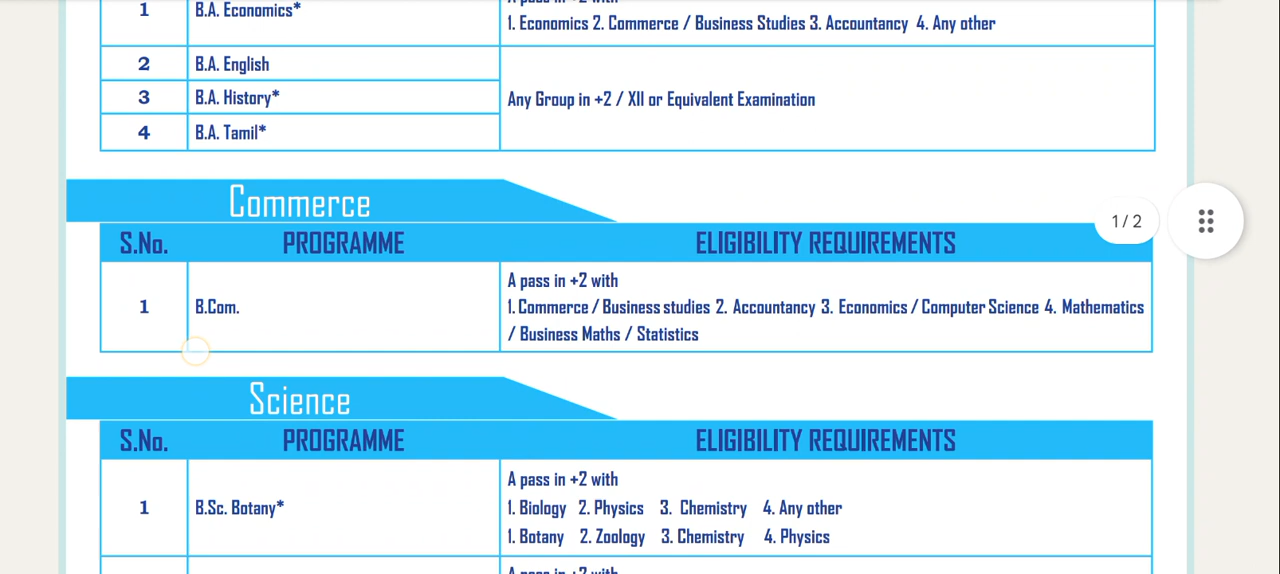 1 B.A. Economics*
1. Economics 2. Commerce / Business Studies 3. Accountancy 4. Any other
2 B.A. English
3 B.A. History*
4 B.A. Tamil*
Any Group in +2 / XII or Equivalent Examination
Commerce
1 / 2
S.No. PROGRAMME ELIGIBILITY REQUIREMENTS
1 B.Com.
A pass in +2 with
1. Commerce / Business studies 2. Accountancy 3. Economics / Computer Science 4. Mathematics
/ Business Maths / Statistics
Science
S.No. PROGRAMME ELIGIBILITY REQUIREMENTS
1 B.Sc. Botany*
A pass in +2 with
1. Biology 2. Physics 3. Chemistry 4. Any other
1. Botany 2. Zoology 3. Chemistry 4. Physics